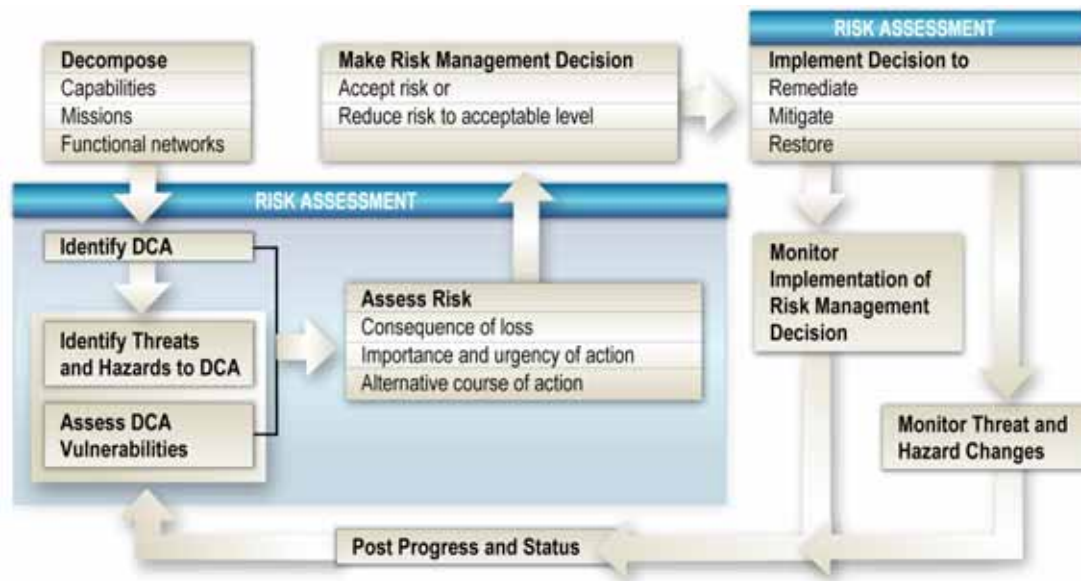 Decompose
Capabilities
Missions
Functional networks
Make Risk Management Decision
Accept risk or
Reduce risk to acceptable level
RISK ASSESSMENT
Implement Decision to
Remediate
Mitigate
Restore
RISK ASSESSMENT
Identify DCA
Identify Threats
and Hazards to DCA
Assess DCA
Vulnerabilities
Assess Risk
Consequence of loss
Importance and urgency of action
Alternative course of action
Monitor
Implementation of
Risk Management
Decision
Monitor Threat and
Hazard Changes
Post Progress and Status